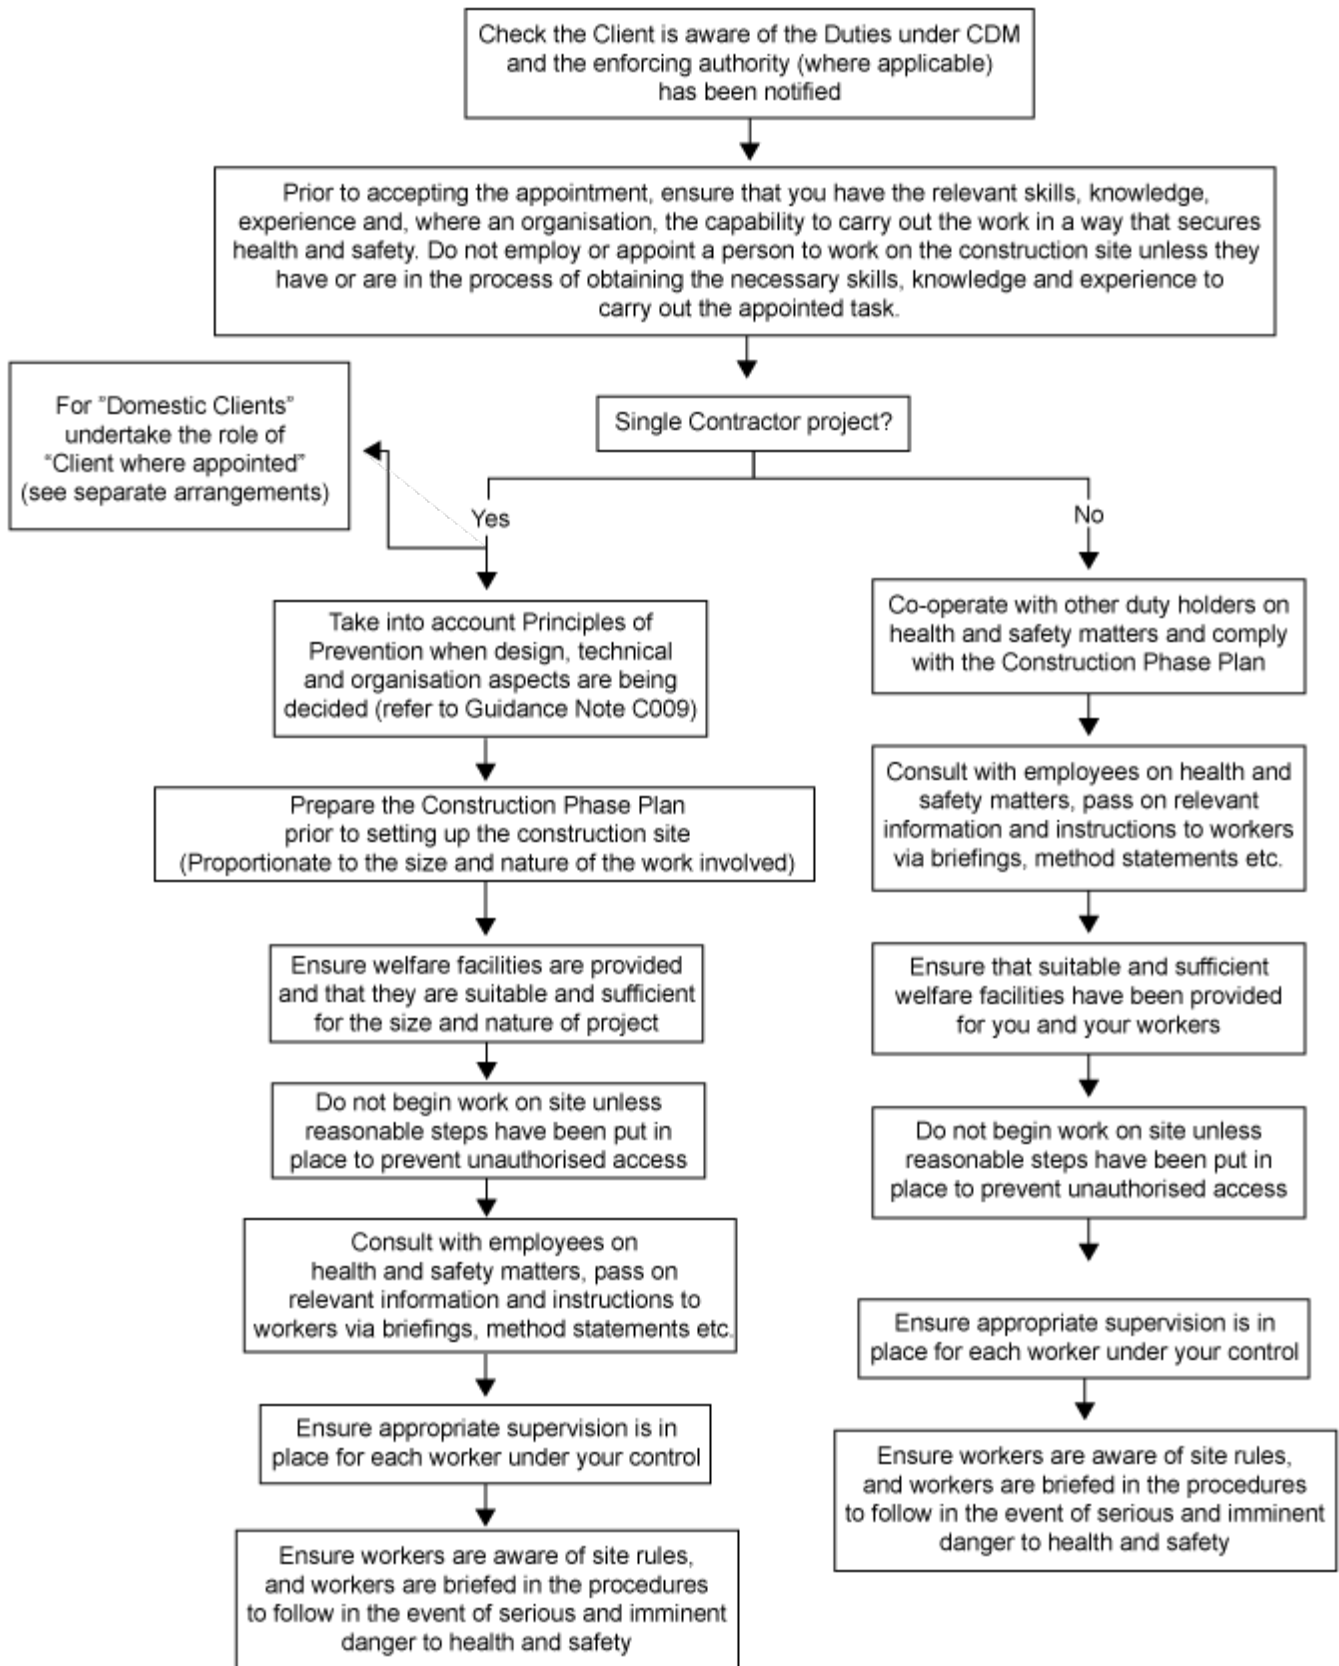 Check the Client is aware of the Duties under CDM
and the enforcing authority (where applicable)
has been notified
Prior to accepting the appointment, ensure that you have the relevant skills, knowledge,
experience and, where an organisation, the capability to carry out the work in a way that secures
health and safety. Do not employ or appoint a person to work on the construction site unless they
have or are in the process of obtaining the necessary skills, knowledge and experience to
carry out the appointed task.
For ”Domestic Clients”
undertake the role of
“Client where appointed”
(see separate arrangements)
Single Contractor project?
Yes
No
Take into account Principles of
Prevention when design, technical
and organisation aspects are being
decided (refer to Guidance Note C009)
Prepare the Construction Phase Plan
prior to setting up the construction site
(Proportionate to the size and nature of the work involved)
Ensure welfare facilities are provided
and that they are suitable and sufficient
for the size and nature of project
Do not begin work on site unless
reasonable steps have been put in
place to prevent unauthorised access
Consult with employees on
health and safety matters, pass on
relevant information and instructions to
workers via briefings, method statements etc.
Ensure appropriate supervision is in
place for each worker under your control
Ensure workers are aware of site rules,
and workers are briefed in the procedures
to follow in the event of serious and imminent
danger to health and safety
Co-operate with other duty holders on
health and safety matters and comply
with the Construction Phase Plan
Consult with employees on health and
safety matters, pass on relevant
information and instructions to workers
via briefings, method statements etc.
Ensure that suitable and sufficient
welfare facilities have been provided
for you and your workers
Do not begin work on site unless
reasonable steps have been put in
place to prevent unauthorised access
Ensure appropriate supervision is in
place for each worker under your control
Ensure workers are aware of site rules,
and workers are briefed in the procedures
to follow in the event of serious and imminent
danger to health and safety